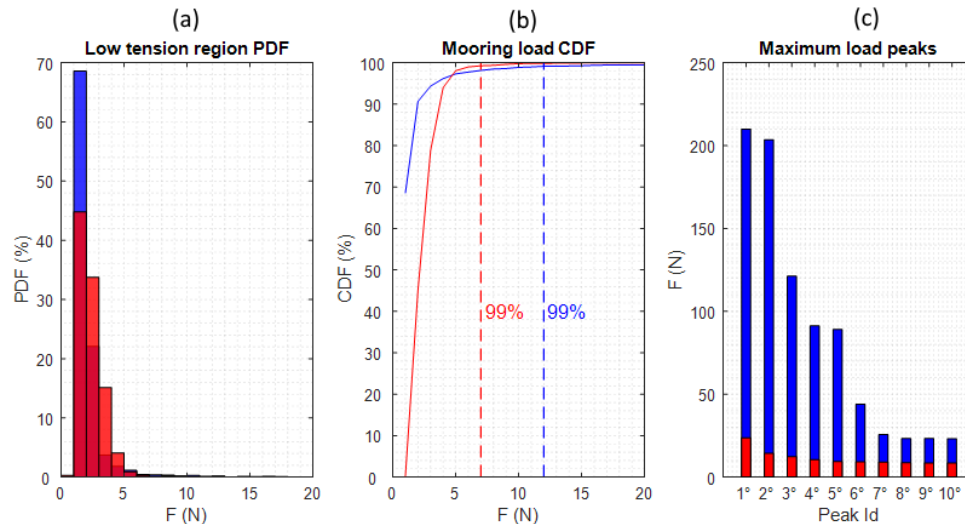 (a)
Low tension region PDF
70
60
50
40
30
20
10
0
PDF (%)
0 5 10 15 20
F (N)
(b)
Mooring load CDF
100
90
80
70
60
50
40
30
20
10
0
CDF (%)
99% 99%
0 5 10 15 20
F (N)
(c)
Maximum load peaks
250
200
150
100
50
0
F (N)
1° 2° 3° 4° 5° 6° 7° 8° 9° 10°
Peak Id